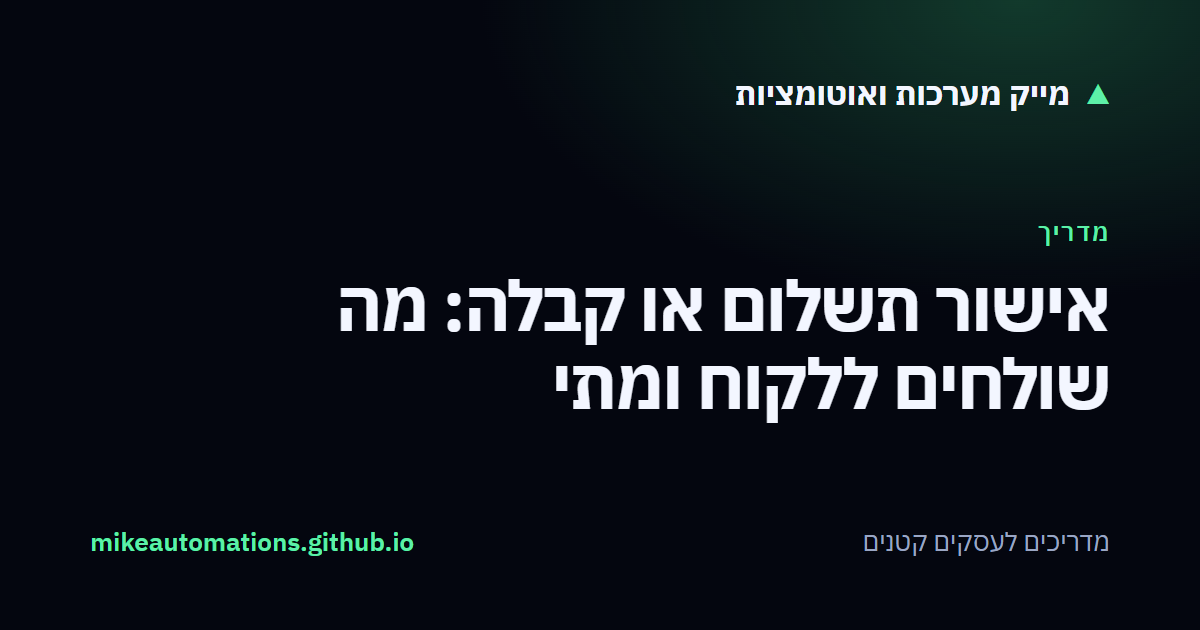 מייק מערכות ואוטומציות
מדריך
אישור תשלום או קבלה: מה
שולחים ללקוח ומתי
מדריכים לעסקים קטנים
mikeautomations.github.io